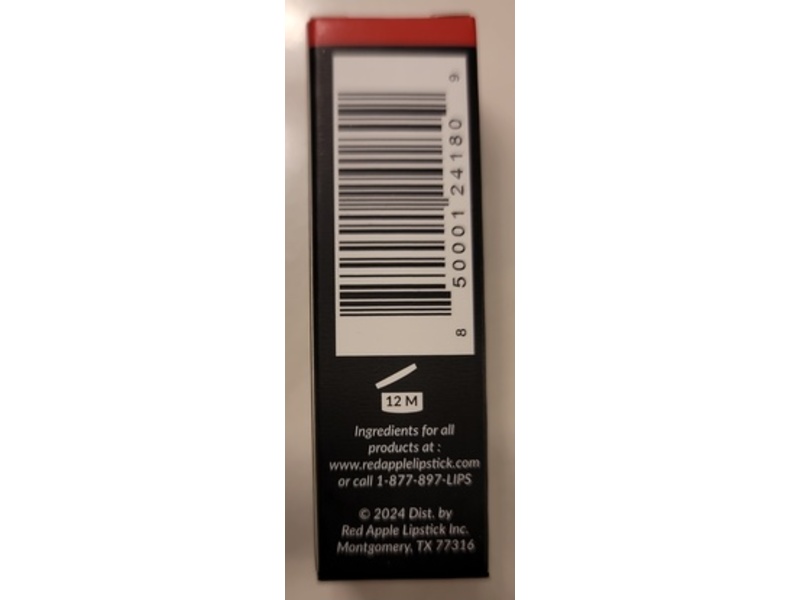 8 50001 24180 9
12 M
Ingredients for all
products at :
www.redapplelipstick.com
or call 1-877-897-LIPS
© 2024 Dist. by
Red Apple Lipstick Inc.
Montgomery, TX 77316